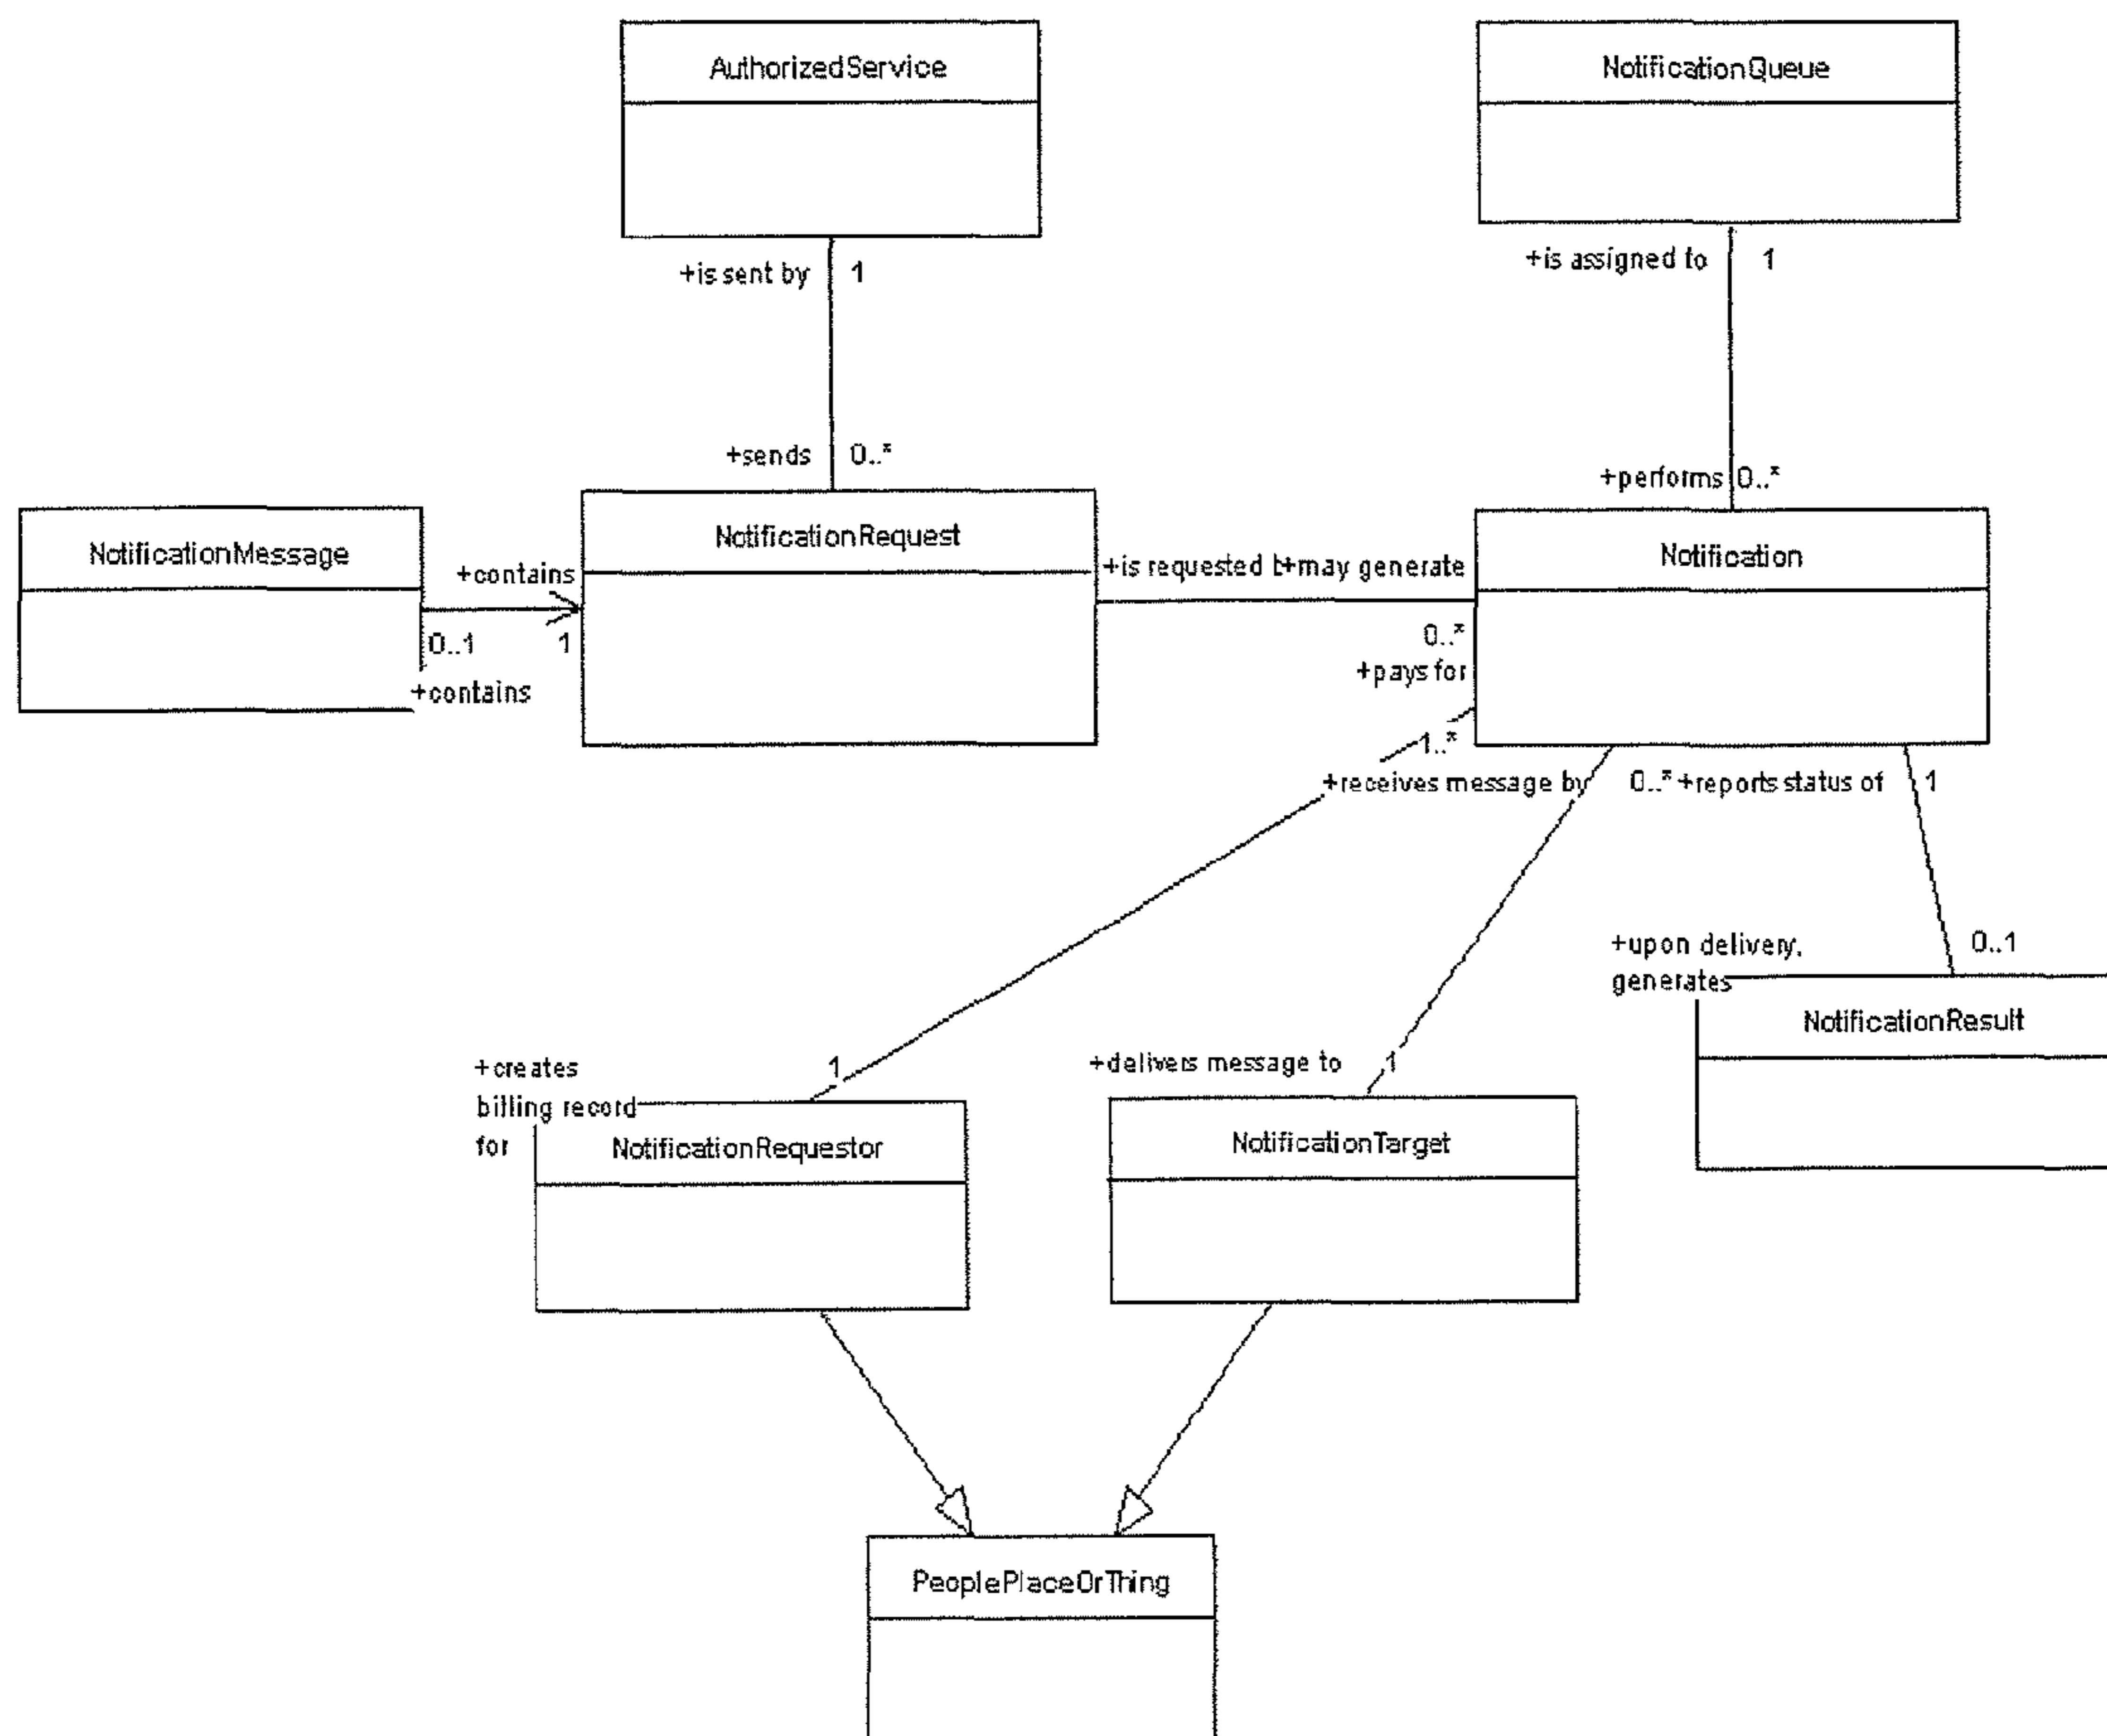 AuthorizedService
NotificationQueue
+is sent by 1
+is assigned to 1
+sends 0..*
+performs 0..*
NotificationMessage
+contains
NotificationRequest
+is requested b+may generate
Notification
0..1 1
+contains
0..*
+pays for
1..*
+receives message by 0..* +reports status of 1
+upon delivery, 0..1
generates
NotificationResult
+creates
billing record
for
1
NotificationRequestor
+delivers message to 1
NotificationTarget
PeoplePlaceOrThing